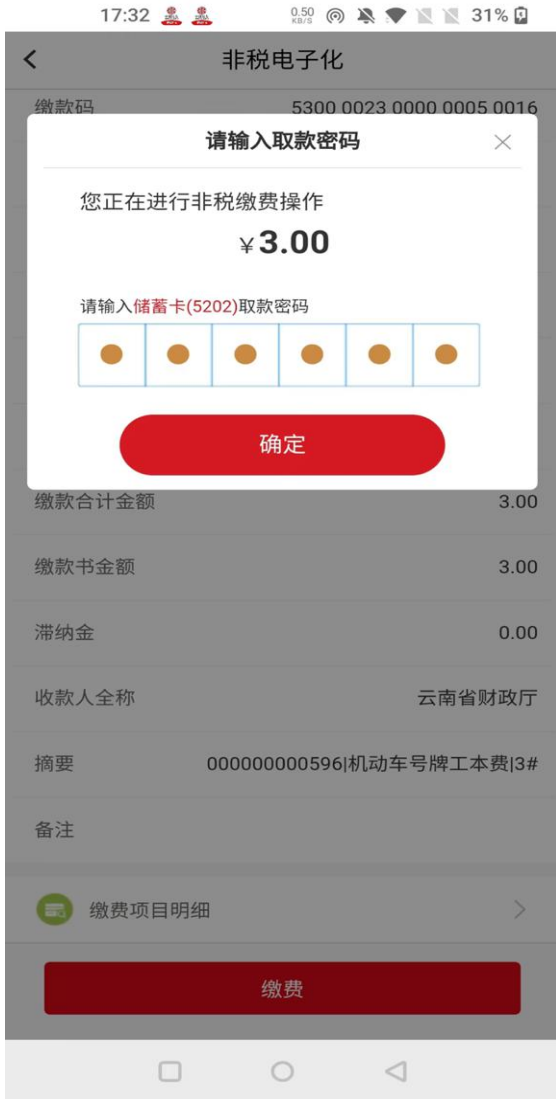 17:32 0.50 KB/S 31%
非税电子化
缴款码 5300 0023 0000 0005 0016
请输入取款密码
您正在进行非税缴费操作
¥3.00
请输入储蓄卡(5202)取款密码
确定
缴款合计金额 3.00
缴款书金额 3.00
滞纳金 0.00
收款人全称 云南省财政厅
摘要 000000000596|机动车号牌工本费|3#
备注
缴费项目明细
缴费